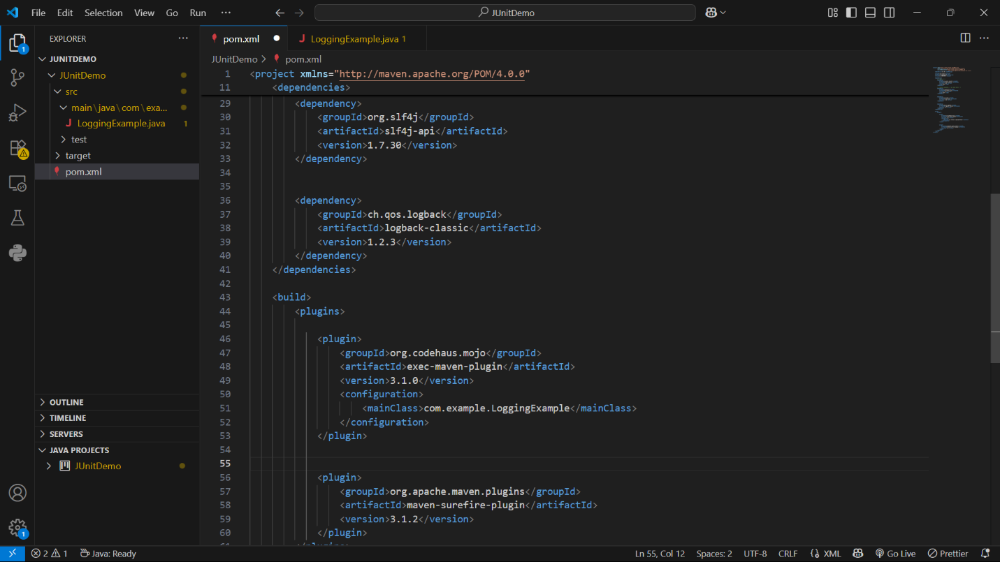 File Edit Selection View Go Run ··· JUnitDemo
EXPLORER ···
JUNITDEMO
JUnitDemo
src
main\java\com\exa...
J LoggingExample.java 1
test
target
pom.xml
OUTLINE
TIMELINE
SERVERS
JAVA PROJECTS
JUnitDemo
1
1
pom.xml
J LoggingExample.java 1
JUnitDemo > pom.xml
1 <project xmlns="http://maven.apache.org/POM/4.0.0"
11 <dependencies>
29 <dependency>
30 <groupId>org.slf4j</groupId>
31 <artifactId>slf4j-api</artifactId>
32 <version>1.7.30</version>
33 </dependency>
34
35
36 <dependency>
37 <groupId>ch.qos.logback</groupId>
38 <artifactId>logback-classic</artifactId>
39 <version>1.2.3</version>
40 </dependency>
41 </dependencies>
42
43 <build>
44 <plugins>
45
46 <plugin>
47 <groupId>org.codehaus.mojo</groupId>
48 <artifactId>exec-maven-plugin</artifactId>
49 <version>3.1.0</version>
50 <configuration>
51 <mainClass>com.example.LoggingExample</mainClass>
52 </configuration>
53 </plugin>
54
55
56 <plugin>
57 <groupId>org.apache.maven.plugins</groupId>
58 <artifactId>maven-surefire-plugin</artifactId>
59 <version>3.1.2</version>
60 </plugin>
2 1 Java: Ready Ln 55, Col 12 Spaces: 2 UTF-8 CRLF {} XML Go Live Prettier